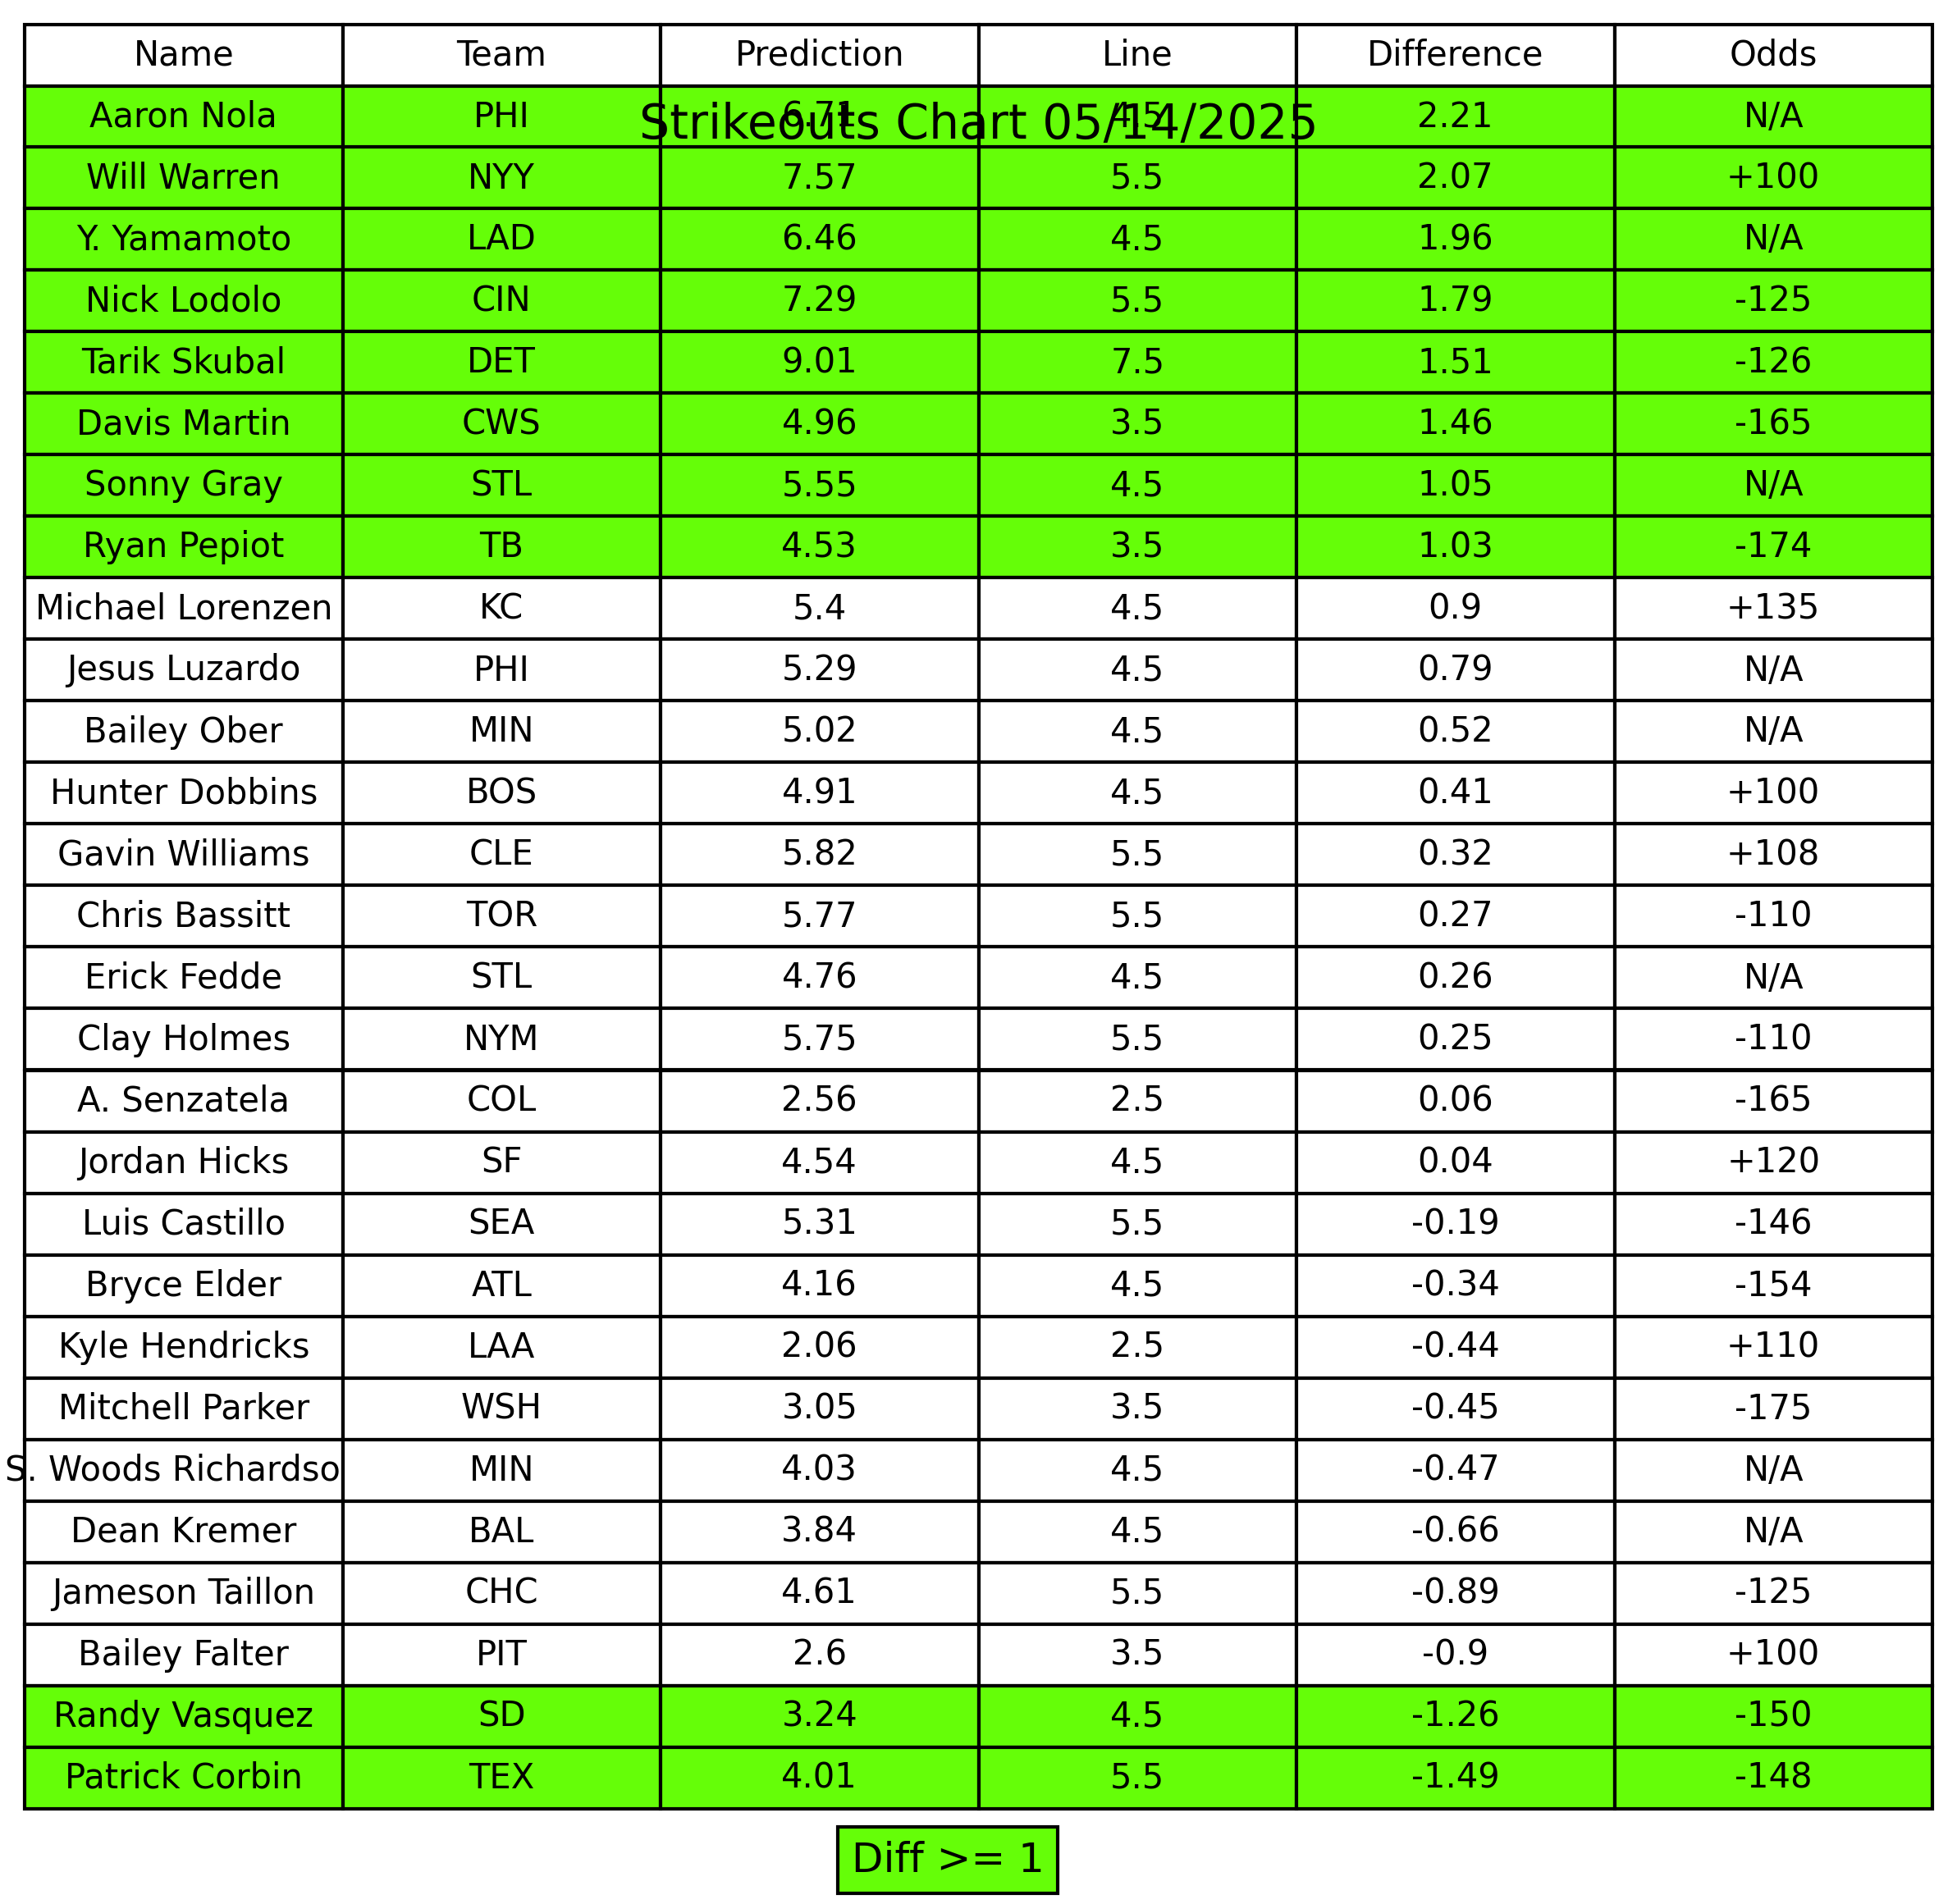 Name Team Prediction Line Difference Odds
Strikeouts Chart 05/14/2025
Aaron Nola PHI 6.71 4.5 2.21 N/A
Will Warren NYY 7.57 5.5 2.07 +100
Y. Yamamoto LAD 6.46 4.5 1.96 N/A
Nick Lodolo CIN 7.29 5.5 1.79 -125
Tarik Skubal DET 9.01 7.5 1.51 -126
Davis Martin CWS 4.96 3.5 1.46 -165
Sonny Gray STL 5.55 4.5 1.05 N/A
Ryan Pepiot TB 4.53 3.5 1.03 -174
Michael Lorenzen KC 5.4 4.5 0.9 +135
Jesus Luzardo PHI 5.29 4.5 0.79 N/A
Bailey Ober MIN 5.02 4.5 0.52 N/A
Hunter Dobbins BOS 4.91 4.5 0.41 +100
Gavin Williams CLE 5.82 5.5 0.32 +108
Chris Bassitt TOR 5.77 5.5 0.27 -110
Erick Fedde STL 4.76 4.5 0.26 N/A
Clay Holmes NYM 5.75 5.5 0.25 -110
A. Senzatela COL 2.56 2.5 0.06 -165
Jordan Hicks SF 4.54 4.5 0.04 +120
Luis Castillo SEA 5.31 5.5 -0.19 -146
Bryce Elder ATL 4.16 4.5 -0.34 -154
Kyle Hendricks LAA 2.06 2.5 -0.44 +110
Mitchell Parker WSH 3.05 3.5 -0.45 -175
S. Woods Richardso MIN 4.03 4.5 -0.47 N/A
Dean Kremer BAL 3.84 4.5 -0.66 N/A
Jameson Taillon CHC 4.61 5.5 -0.89 -125
Bailey Falter PIT 2.6 3.5 -0.9 +100
Randy Vasquez SD 3.24 4.5 -1.26 -150
Patrick Corbin TEX 4.01 5.5 -1.49 -148
Diff >= 1